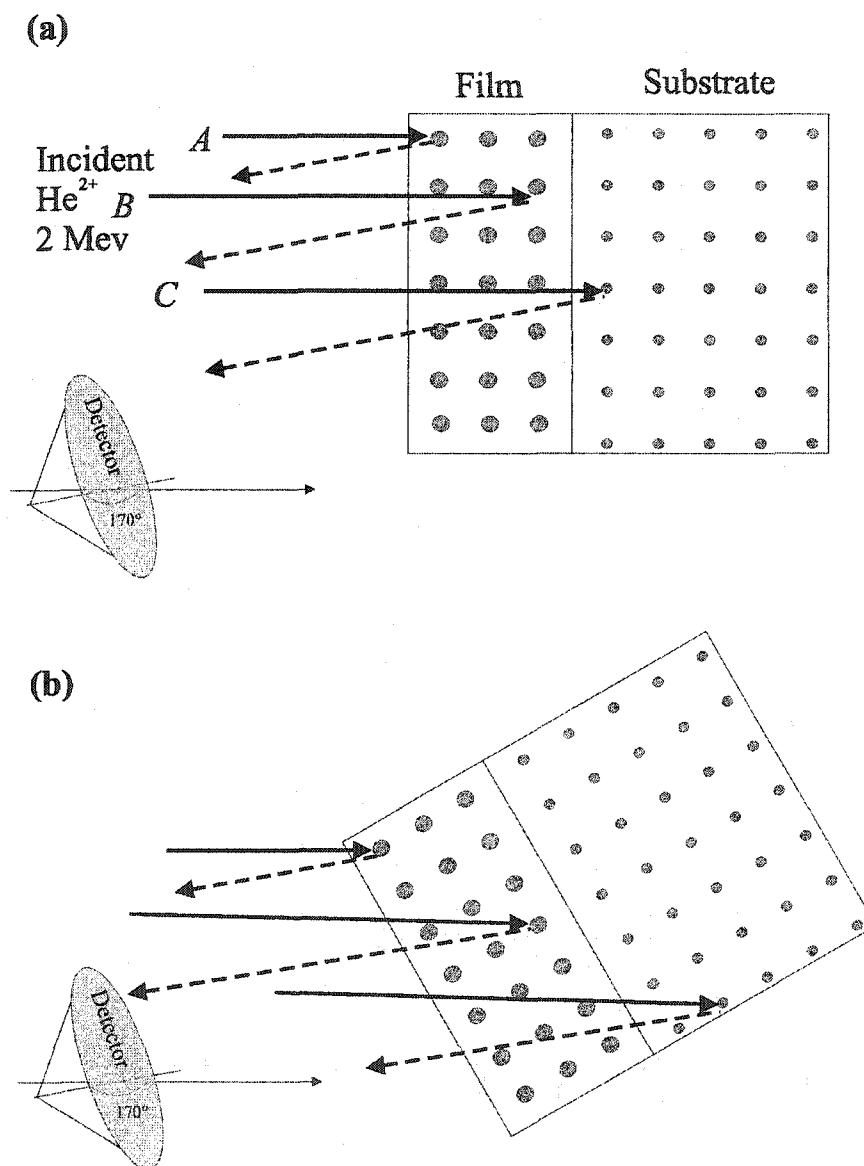 (a)
Film
Substrate
A
Incident
He²⁺ B
2 Mev
C
Detector
170°
(b)
Detector
170°